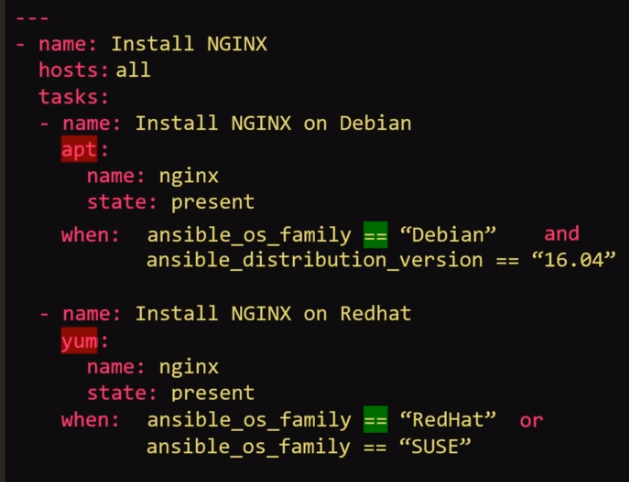 ---
- name: Install NGINX
hosts: all
tasks:
- name: Install NGINX on Debian
apt:
name: nginx
state: present
when: ansible_os_family == “Debian” and
ansible_distribution_version == “16.04”
- name: Install NGINX on Redhat
yum:
name: nginx
state: present
when: ansible_os_family == “RedHat” or
ansible_os_family == “SUSE”